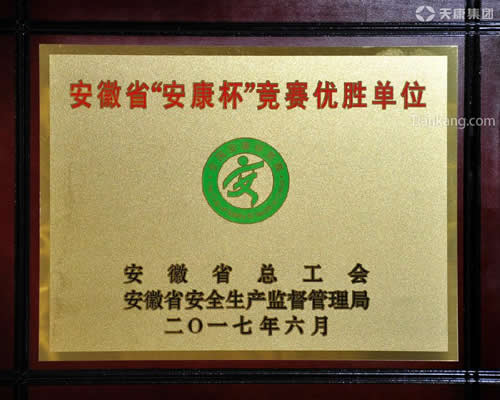 天康集团
安徽省“安康杯”竞赛优胜单位
Tiankang.com
安
安徽省总工会
安徽省安全生产监督管理局
二〇一七年六月